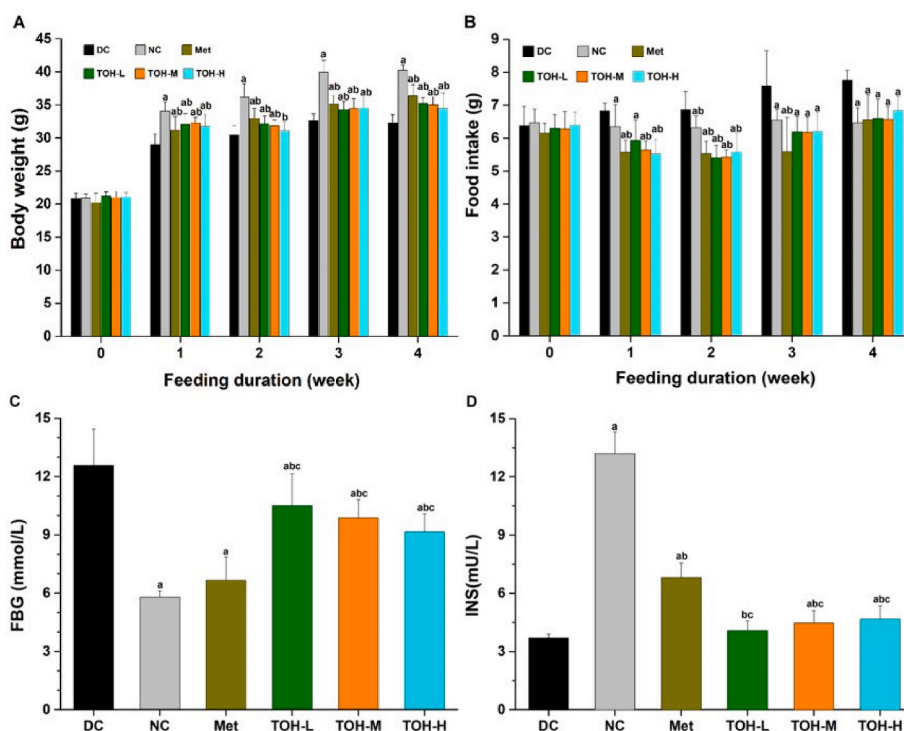 A
DC NC Met
TOH-L TOH-M TOH-H
Body weight (g)
45
40
35
30
25
20
15
10
5
0
a ab ab ab ab
a ab ab ab b
a ab ab ab ab
a ab ab ab ab
0 1 2 3 4
Feeding duration (week)
B
DC NC Met
TOH-L TOH-M TOH-H
Food intake (g)
9
8
7
6
5
4
3
2
1
0
a ab a ab ab
ab ab ab ab ab
a ab a a a
a a a a a
0 1 2 3 4
Feeding duration (week)
C
FBG (mmol/L)
15
12
9
6
3
0
a a abc abc abc
DC NC Met TOH-L TOH-M TOH-H
D
INS(mU/L)
15
12
9
6
3
0
a ab bc abc abc
DC NC Met TOH-L TOH-M TOH-H